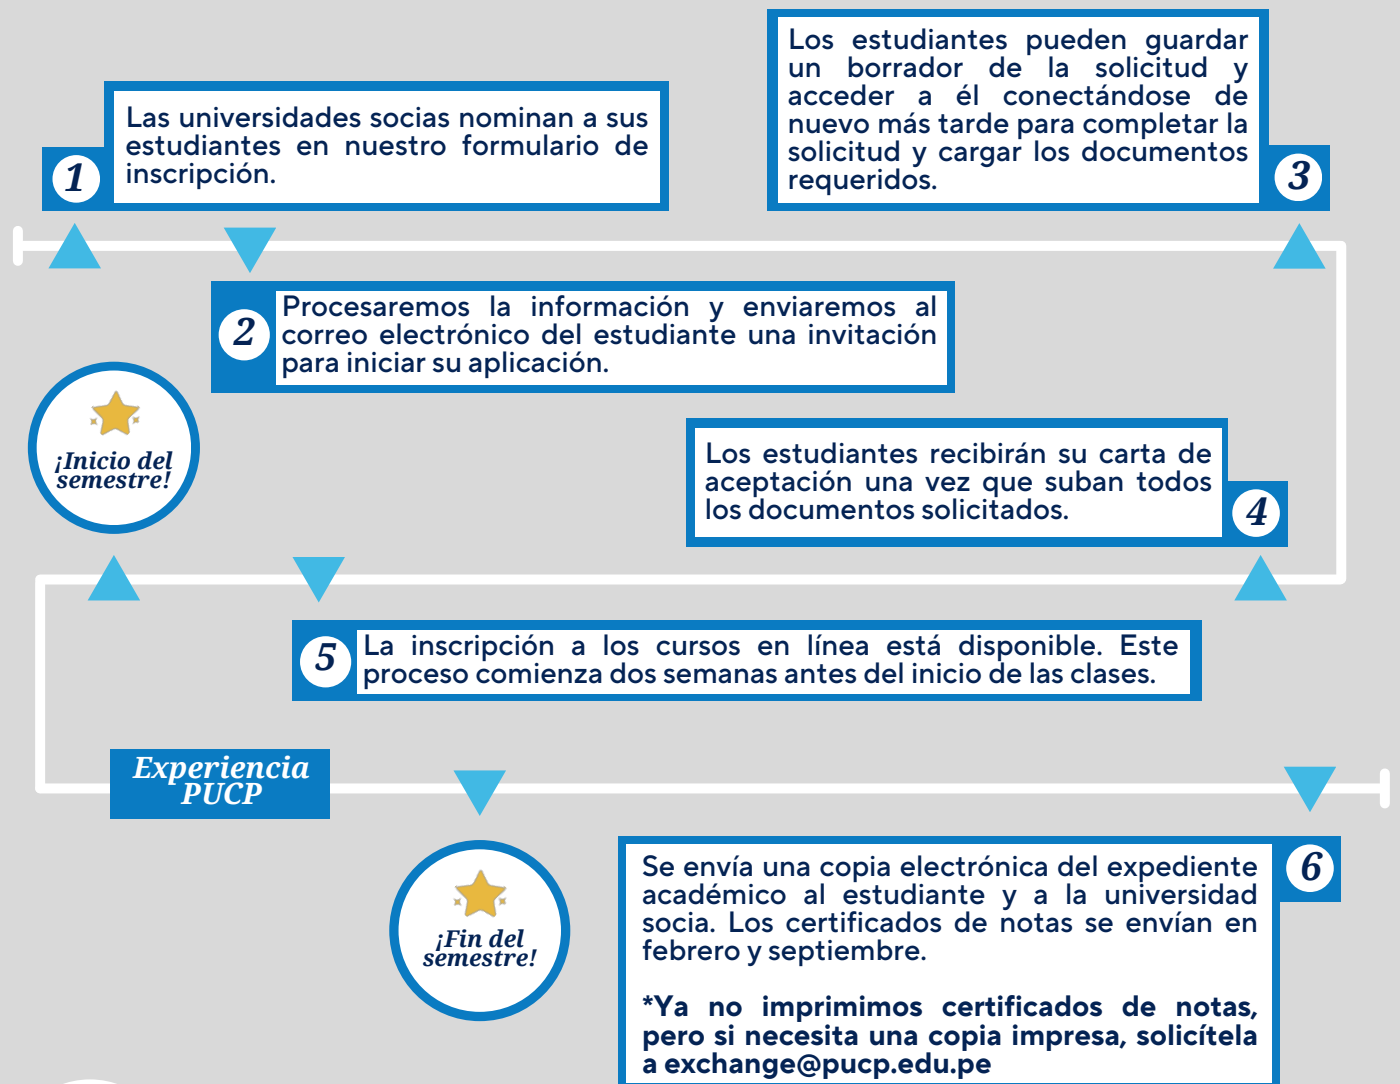 1
Las universidades socias nominan a sus
estudiantes en nuestro formulario de
inscripción.
2
Procesaremos la información y enviaremos al
correo electrónico del estudiante una invitación
para iniciar su aplicación.
Los estudiantes pueden guardar
un borrador de la solicitud y
acceder a él conectándose de
nuevo más tarde para completar la
solicitud y cargar los documentos
requeridos.
3
Los estudiantes recibirán su carta de
aceptación una vez que suban todos
los documentos solicitados.
4
5
La inscripción a los cursos en línea está disponible. Este
proceso comienza dos semanas antes del inicio de las clases.
¡Inicio del
semestre!
Experiencia
PUCP
¡Fin del
semestre!
6
Se envía una copia electrónica del expediente
académico al estudiante y a la universidad
socia. Los certificados de notas se envían en
febrero y septiembre.
*Ya no imprimimos certificados de notas,
pero si necesita una copia impresa, solicítela
a exchange@pucp.edu.pe